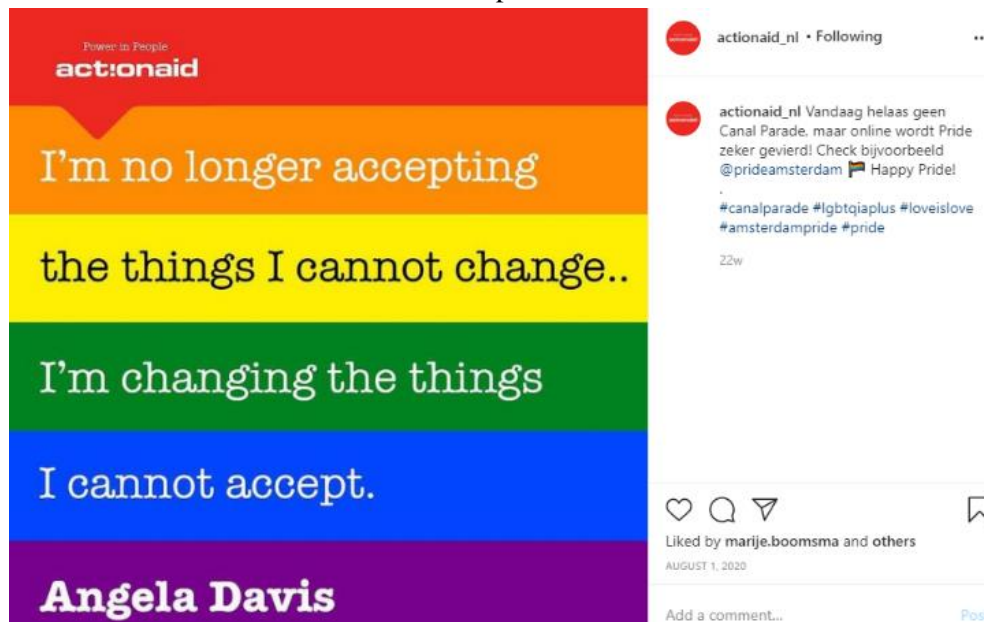 Power in People
act:onaid
I'm no longer accepting
the things I cannot change..
I'm changing the things
I cannot accept.
Angela Davis
actionaid_nl • Following
actionaid_nl Vandaag helaas geen
Canal Parade, maar online wordt Pride
zeker gevierd! Check bijvoorbeeld
@prideamsterdam Happy Pride!
.
#canalparade #lgbtqiaplus #loveislove
#amsterdampride #pride
22w
Liked by marije.boomsma and others
AUGUST 1, 2020
Add a comment...